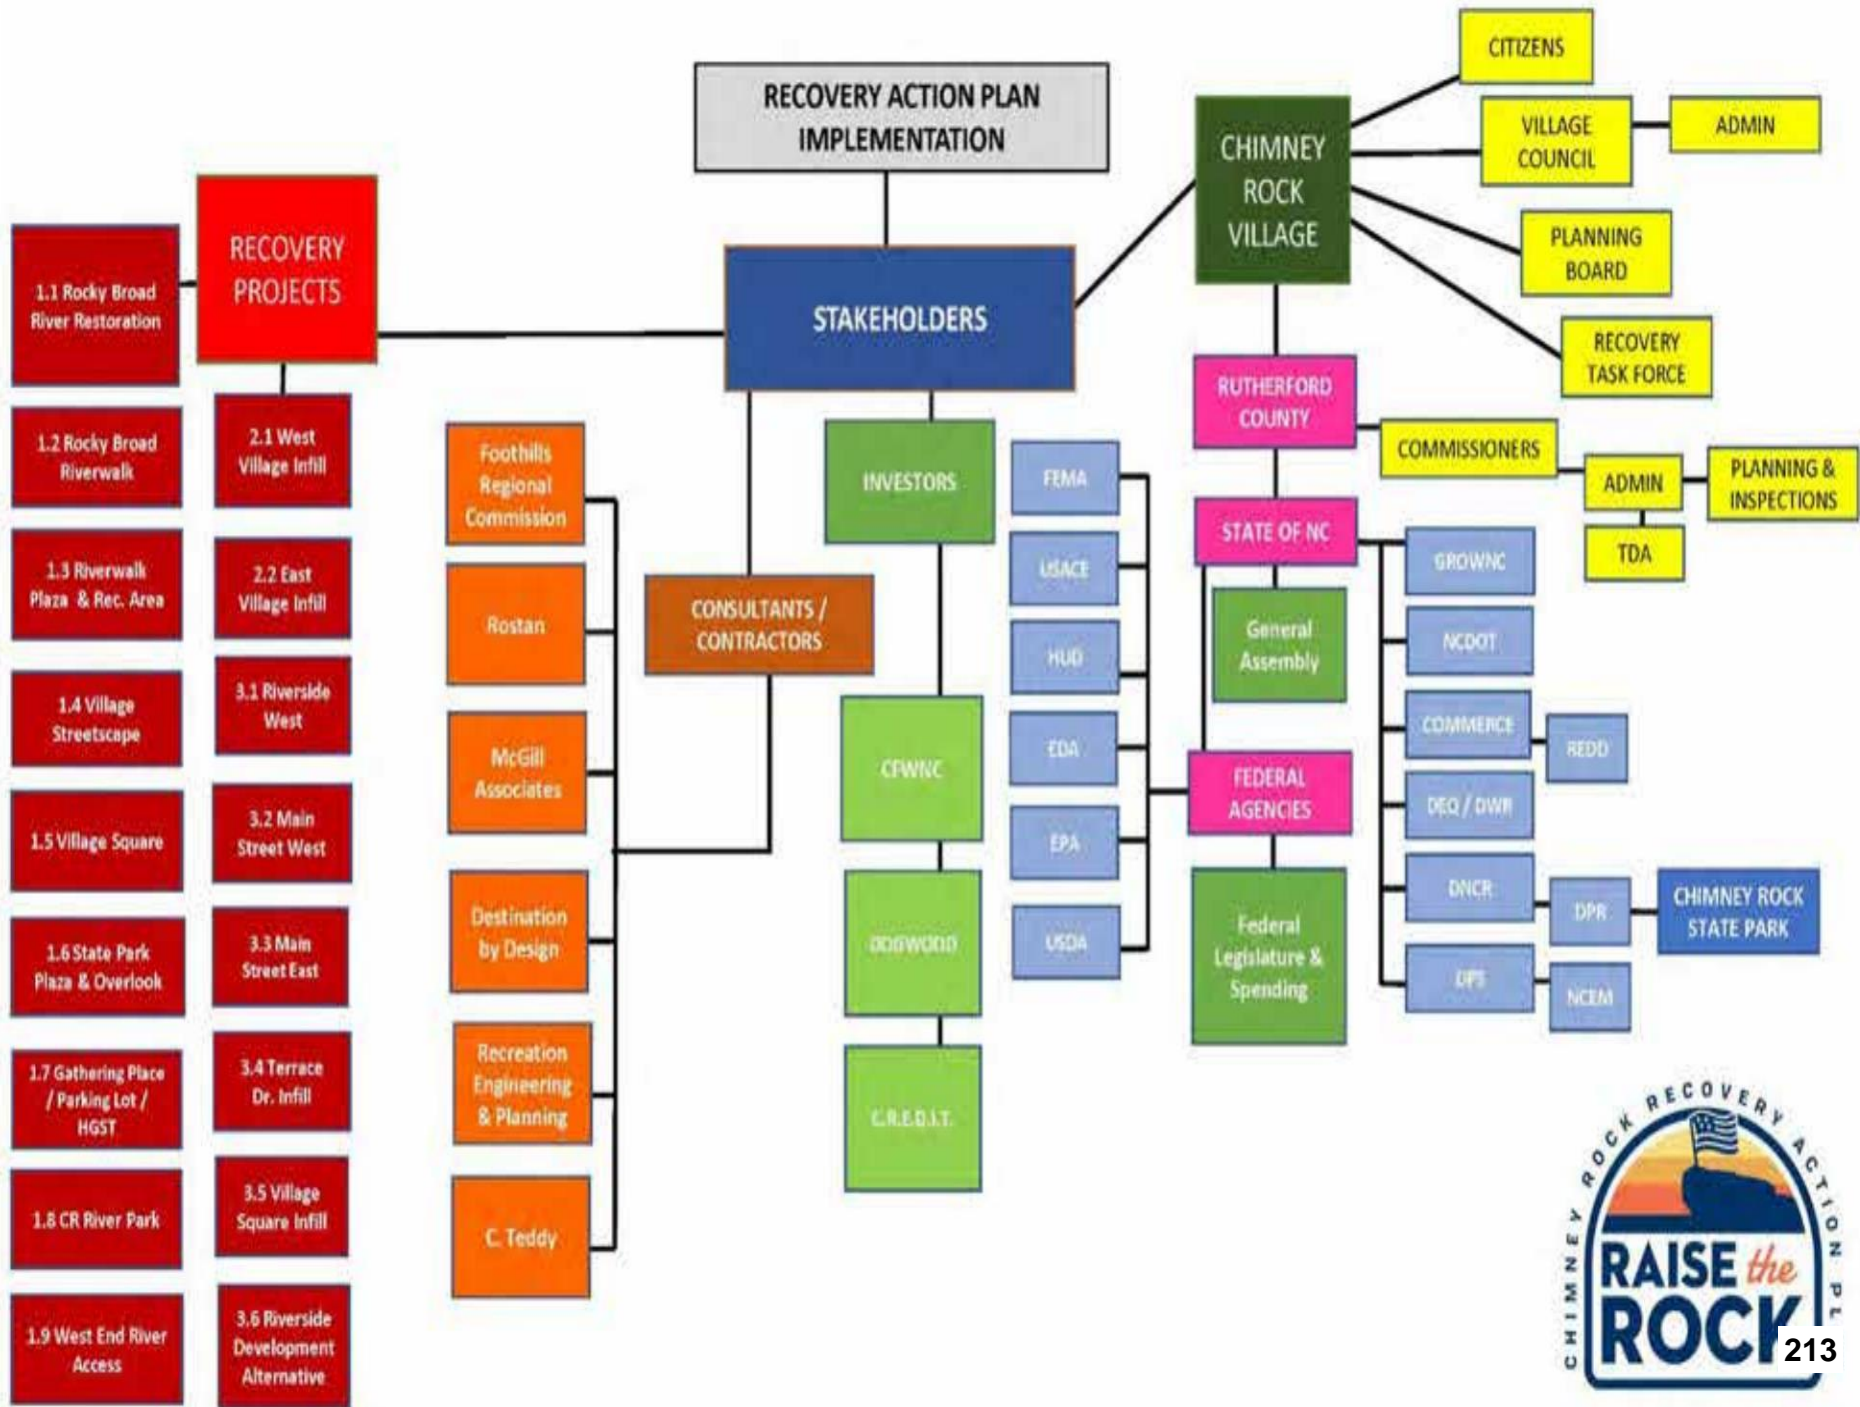 RECOVERY ACTION PLAN
IMPLEMENTATION
STAKEHOLDERS
RECOVERY
PROJECTS
1.1 Rocky Broad
River Restoration
1.2 Rocky Broad
Riverwalk
1.3 Riverwalk
Plaza & Rec. Area
1.4 Village
Streetscape
1.5 Village Square
1.6 State Park
Plaza & Overlook
1.7 Gathering Place
/ Parking Lot /
HGST
1.8 CR River Park
1.9 West End River
Access
2.1 West
Village Infill
2.2 East
Village Infill
3.1 Riverside
West
3.2 Main
Street West
3.3 Main
Street East
3.4 Terrace
Dr. Infill
3.5 Village
Square Infill
3.6 Riverside
Development
Alternative
CONSULTANTS /
CONTRACTORS
Foothills
Regional
Commission
Rostan
McGill
Associates
Destination
by Design
Recreation
Engineering
& Planning
C. Teddy
INVESTORS
CFWNC
DOGWOOD
C.R.E.D.I.T.
CHIMNEY
ROCK
VILLAGE
CITIZENS
VILLAGE
COUNCIL
ADMIN
PLANNING
BOARD
RECOVERY
TASK FORCE
RUTHERFORD
COUNTY
COMMISSIONERS
ADMIN
PLANNING &
INSPECTIONS
TDA
STATE OF NC
General
Assembly
GROWNC
NCDOT
COMMERCE
REDD
DEQ / DWR
DNCR
DPR
CHIMNEY ROCK
STATE PARK
DPS
NCEM
FEDERAL
AGENCIES
FEMA
USACE
HUD
EDA
EPA
USDA
Federal
Legislature &
Spending
CHIMNEY ROCK RECOVERY ACTION PL
RAISE the
ROCK
213